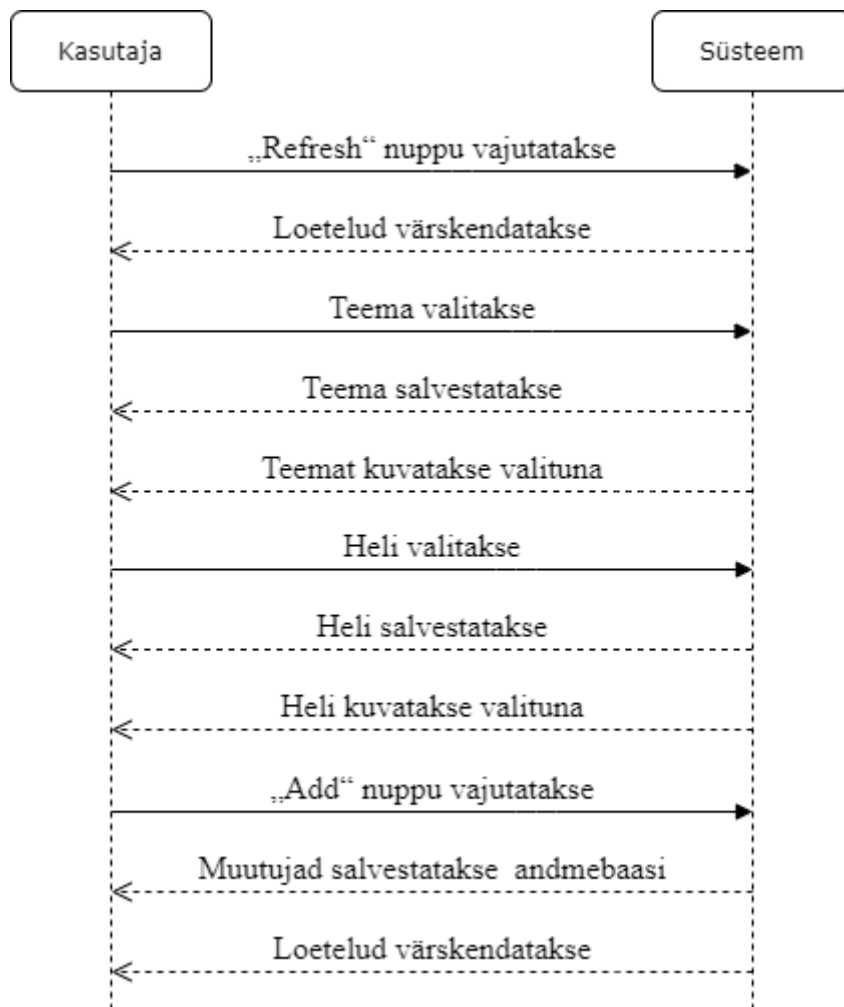 Kasutaja
Süsteem
„Refresh“ nuppu vajutatakse
Loetelud värskendatakse
Teema valitakse
Teema salvestatakse
Teemat kuvatakse valituna
Heli valitakse
Heli salvestatakse
Heli kuvatakse valituna
„Add“ nuppu vajutatakse
Muutujad salvestatakse andmebaasi
Loetelud värskendatakse